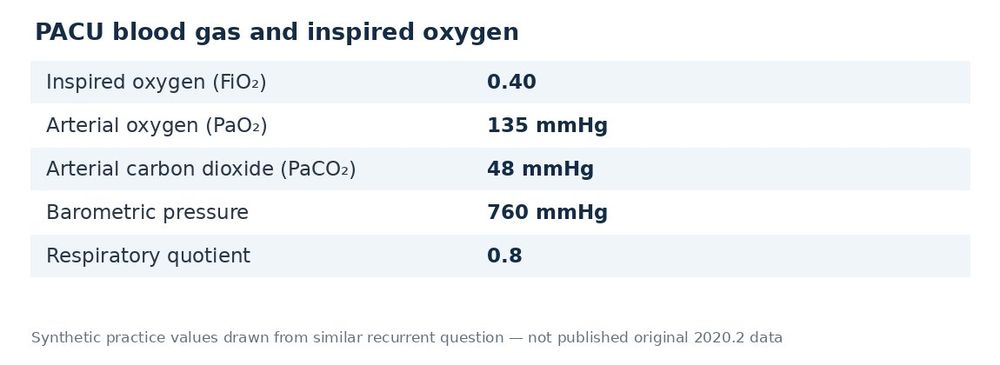 PACU blood gas and inspired oxygen
Inspired oxygen (FiO₂) 0.40
Arterial oxygen (PaO₂) 135 mmHg
Arterial carbon dioxide (PaCO₂) 48 mmHg
Barometric pressure 760 mmHg
Respiratory quotient 0.8
Synthetic practice values drawn from similar recurrent question — not published original 2020.2 data